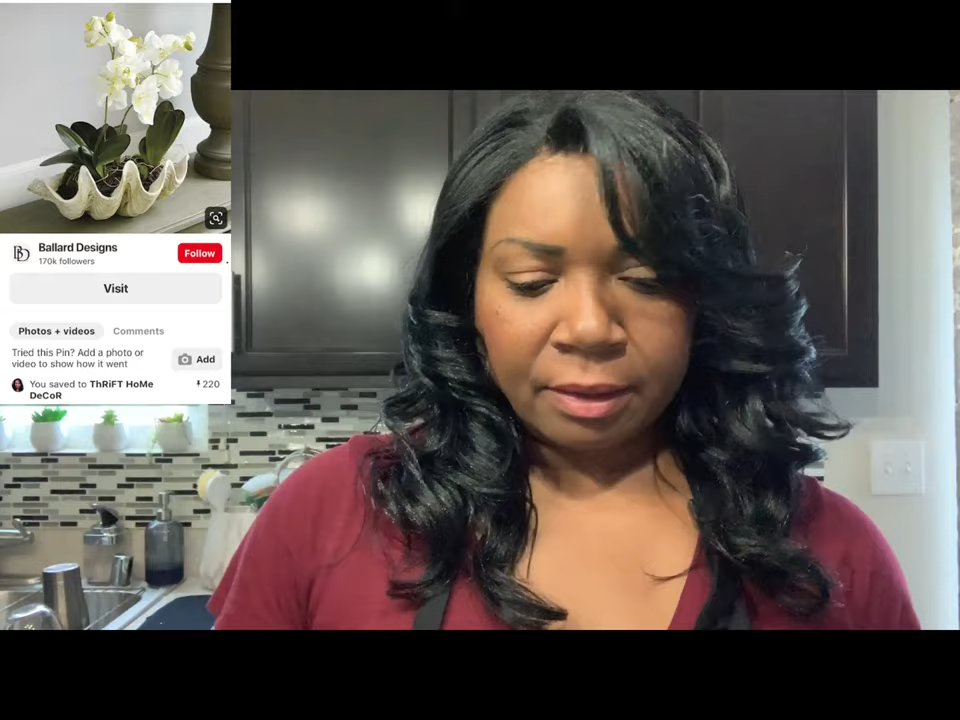 Ballard Designs
170k followers
Follow
Visit
Photos + videos
Comments
Tried this Pin? Add a photo or
video to show how it went
Add
You saved to ThRiFT HoMe
DeCoR
220